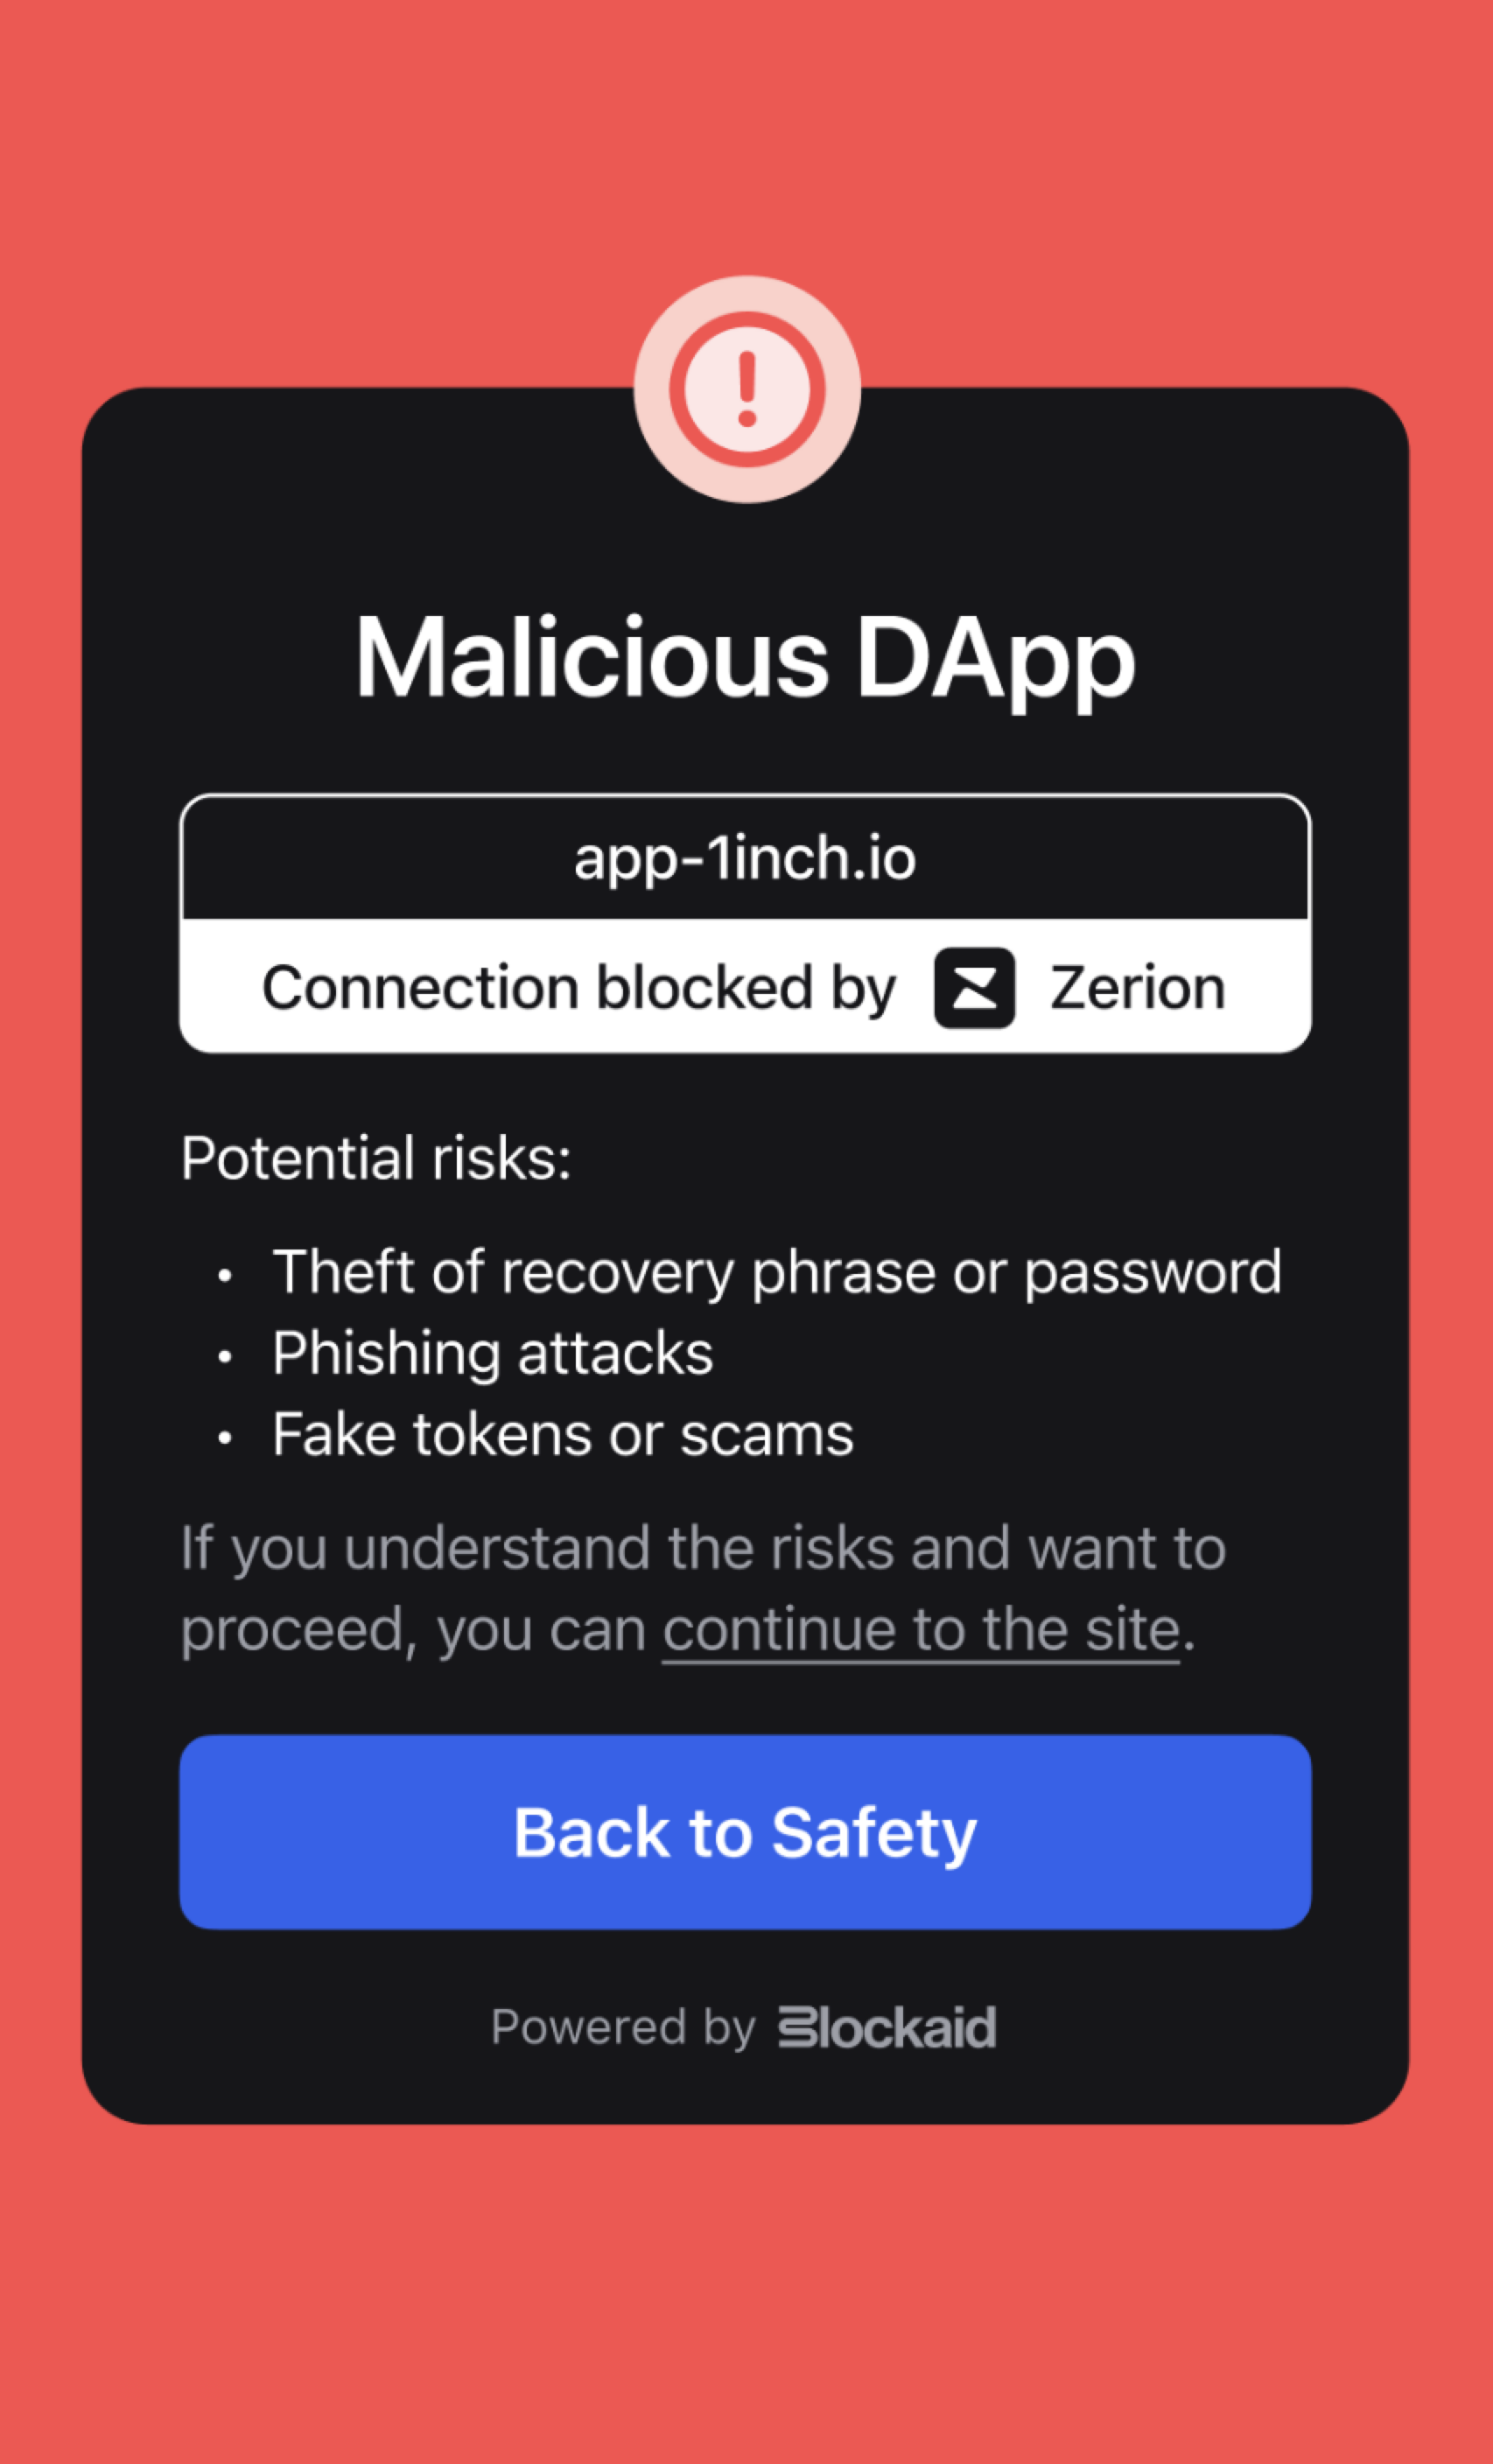 Malicious DApp
app-1inch.io
Connection blocked by Zerion
Potential risks:
• Theft of recovery phrase or password
• Phishing attacks
• Fake tokens or scams
If you understand the risks and want to
proceed, you can continue to the site.
Back to Safety
Powered by Blockaid